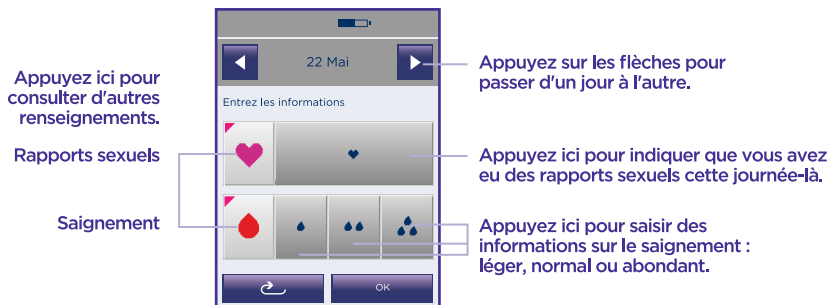 Appuyez ici pour
consulter d'autres
renseignements.
Rapports sexuels
Saignement
22 Mai
Entrez les informations
OK
Appuyez sur les flèches pour
passer d'un jour à l'autre.
Appuyez ici pour indiquer que vous avez
eu des rapports sexuels cette journée-là.
Appuyez ici pour saisir des
informations sur le saignement :
léger, normal ou abondant.